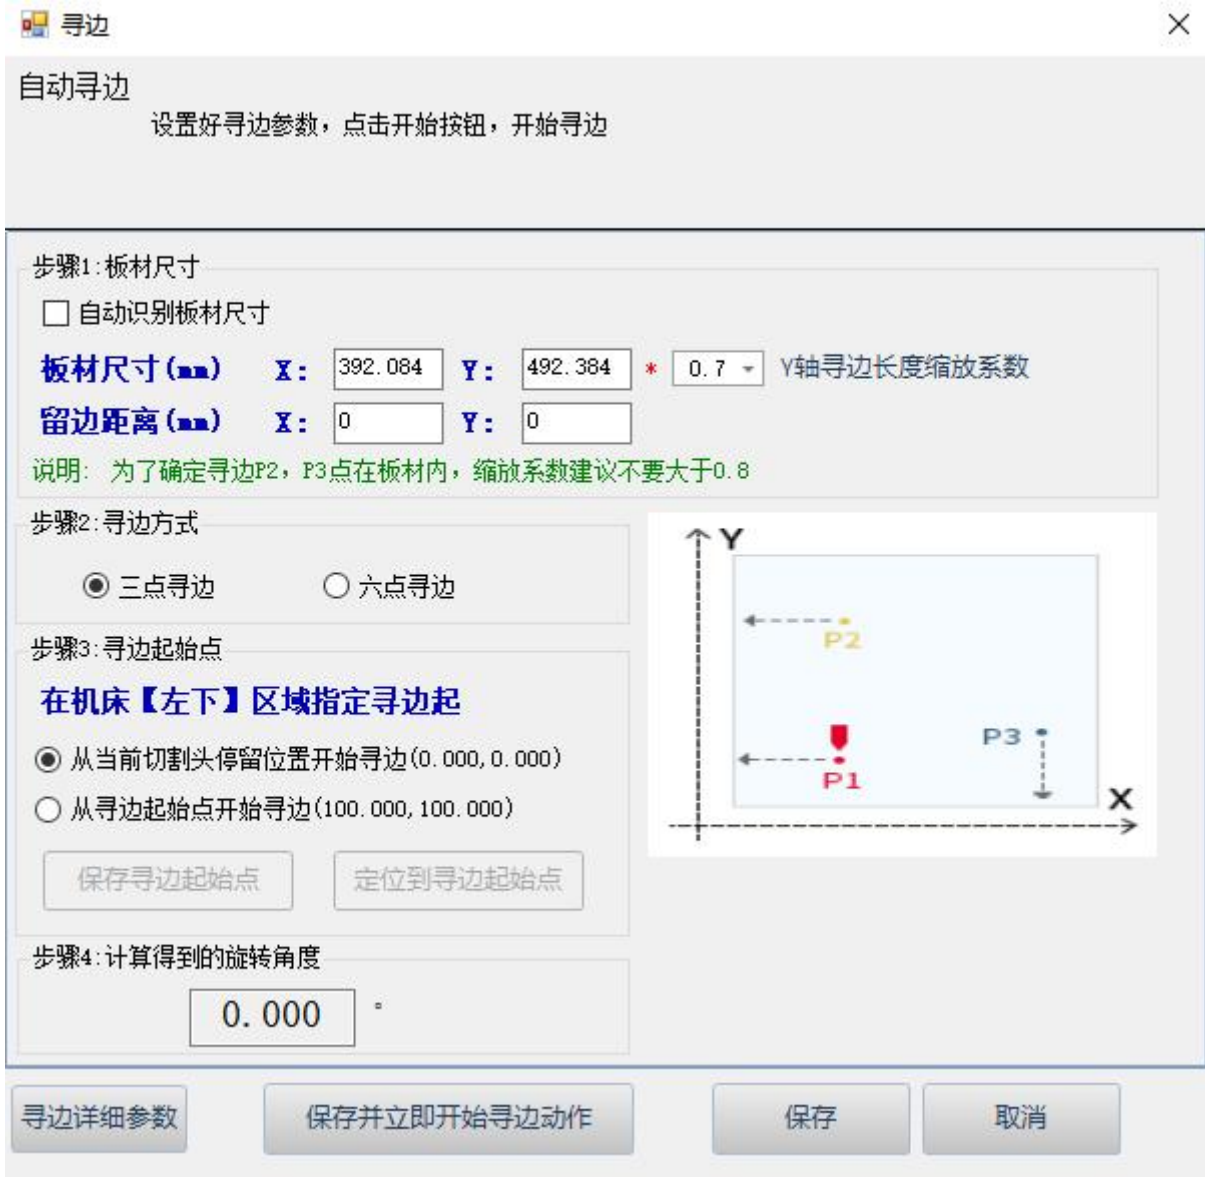 寻边
自动寻边
设置好寻边参数，点击开始按钮，开始寻边
步骤1:板材尺寸
自动识别板材尺寸
板材尺寸(mm) X: 392.084 Y: 492.384 * 0.7 Y轴寻边长度缩放系数
留边距离(mm) X: 0 Y: 0
说明: 为了确定寻边P2，P3点在板材内，缩放系数建议不要大于0.8
步骤2:寻边方式
三点寻边 六点寻边
步骤3:寻边起始点
在机床【左下】区域指定寻边起
从当前切割头停留位置开始寻边(0.000,0.000)
从寻边起始点开始寻边(100.000,100.000)
保存寻边起始点 定位到寻边起始点
Y
P2
P3
P1
X
步骤4:计算得到的旋转角度
0.000 °
寻边详细参数 保存并立即开始寻边动作 保存 取消